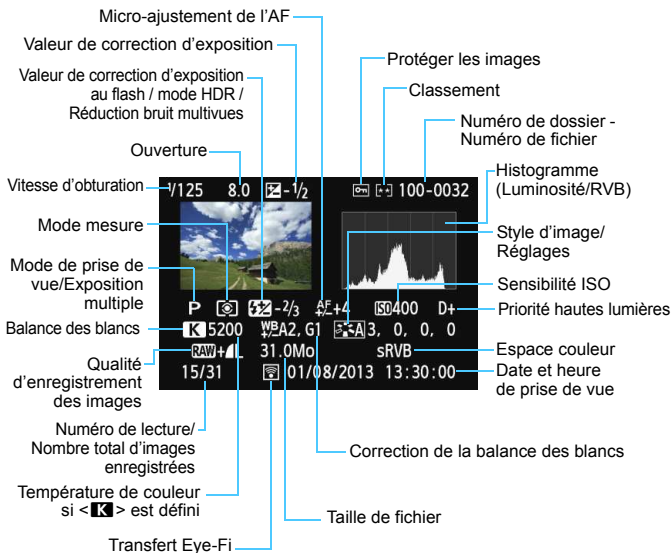 Micro-ajustement de l'AF
Valeur de correction d'exposition
Valeur de correction d'exposition
au flash / mode HDR /
Réduction bruit multivues
Ouverture
Vitesse d'obturation
Mode mesure
Mode de prise de
vue/Exposition
multiple
Balance des blancs
Qualité
d'enregistrement
des images
Numéro de lecture/
Nombre total d'images
enregistrées
Température de couleur
si <K> est défini
Transfert Eye-Fi
Protéger les images
Classement
Numéro de dossier -
Numéro de fichier
Histogramme
(Luminosité/RVB)
Style d'image/
Réglages
Sensibilité ISO
Priorité hautes lumières
Espace couleur
Date et heure
de prise de vue
Correction de la balance des blancs
Taille de fichier
1/125 8.0 -1/2 100-0032
P -2/3 AF+4 ISO400 D+
K 5200 WB A2, G1 A 3, 0, 0, 0
RAW+L 31.0Mo sRVB
15/31 01/08/2013 13:30:00